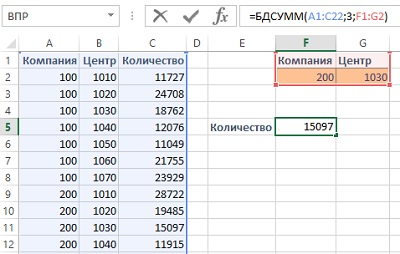 ВПР =БДСУММ(A1:C22;3;F1:G2)
A B C D E F G
1 Компания Центр Количество Компания Центр
2 100 1010 11727 200 1030
3 100 1020 24708
4 100 1030 18762
5 100 1040 12076 Количество 15097
6 100 1050 11049
7 100 1060 21755
8 100 1070 23929
9 200 1010 28722
10 200 1020 19485
11 200 1030 15097
12 200 1040 11915